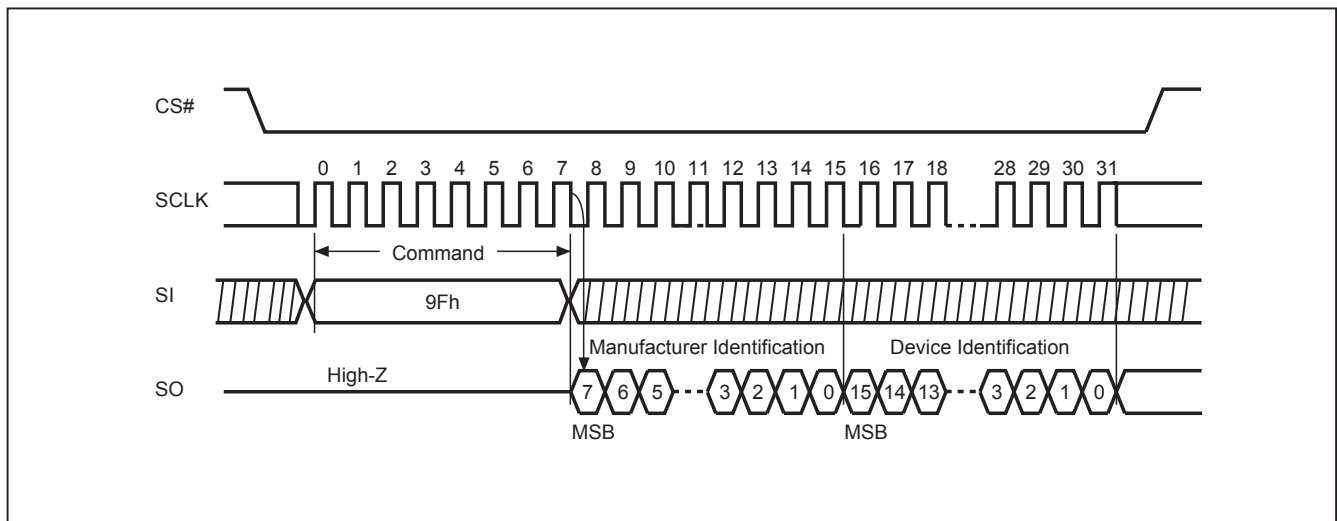 CS#
0 1 2 3 4 5 6 7 8 9 10 11 12 13 14 15 16 17 18 28 29 30 31
SCLK
Command
SI
9Fh
Manufacturer Identification Device Identification
High-Z
SO
7 6 5 3 2 1 0 15 14 13 3 2 1 0
MSB MSB